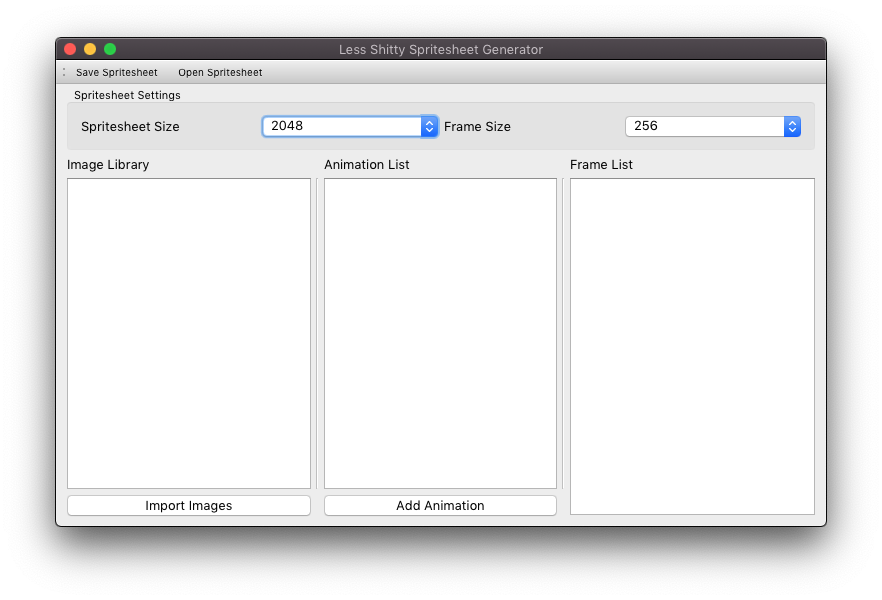 Less Shitty Spritesheet Generator
Save Spritesheet Open Spritesheet
Spritesheet Settings
Spritesheet Size 2048 Frame Size 256
Image Library Animation List Frame List
Import Images Add Animation